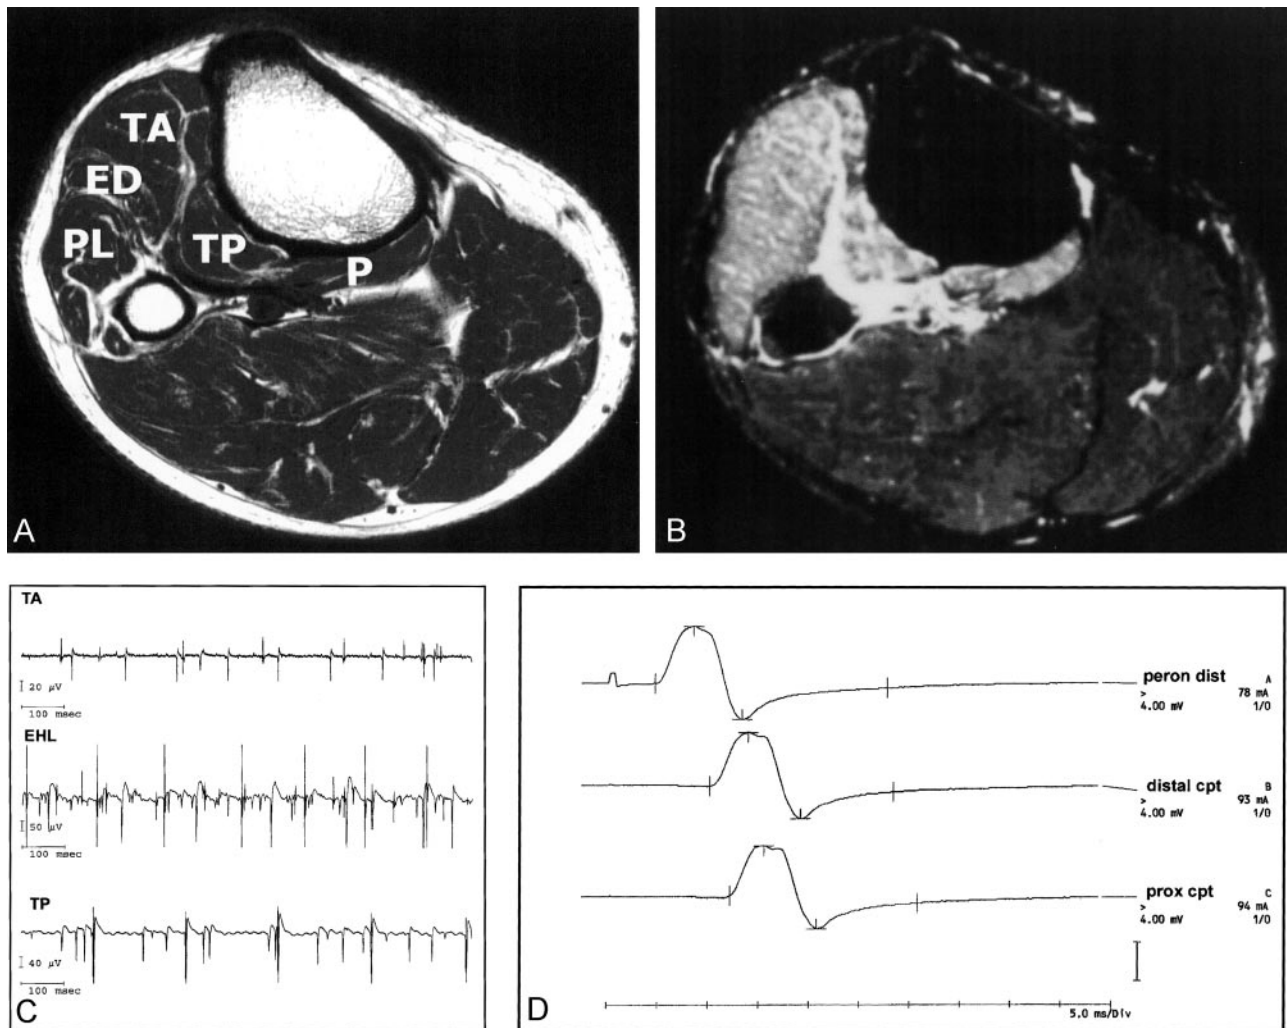 TA
ED
PL
TP
P
A
B
TA
20 µV
100 msec
EHL
50 µV
100 msec
TP
40 µV
100 msec
C
peron dist
A
>
78 mA
4.00 mV
1/0
distal cpt
B
>
93 mA
4.00 mV
1/0
prox cpt
C
>
94 mA
4.00 mV
1/0
5.0 ms/Div
D